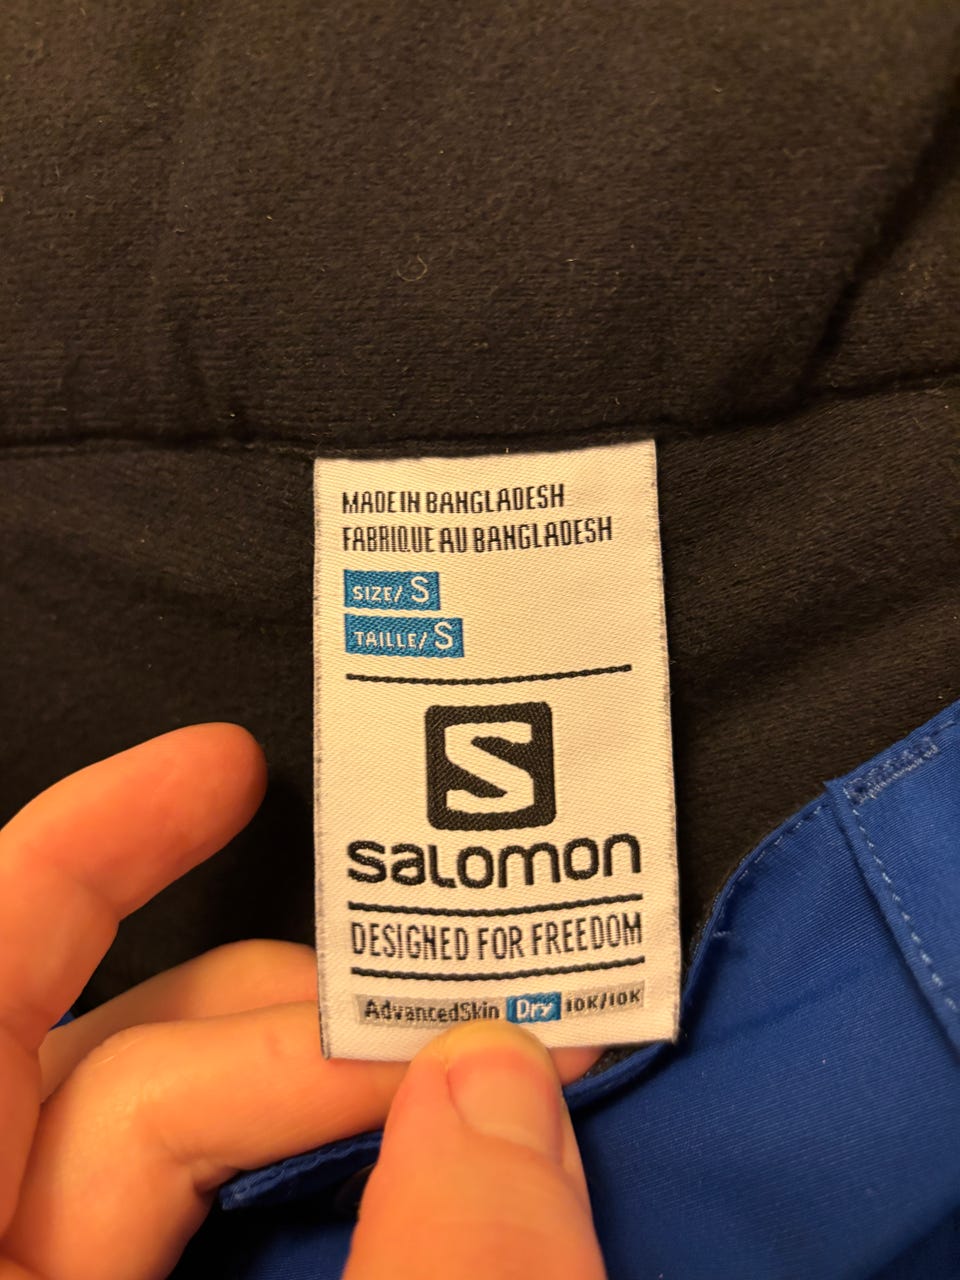 MADE IN BANGLADESH
FABRIQUE AU BANGLADESH
SIZE/ S
TAILLE/ S
S
salomon
DESIGNED FOR FREEDOM
AdvancedSkin Dry 10K/10K